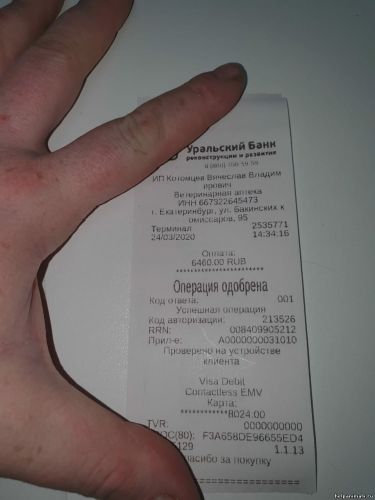 Уральский Банк
реконструкции и развития
ИП Котомцев Вячеслав Владим
ирович
Ветеринарная аптека
ИНН 667322645473
г. Екатеринбург, ул. Бакинских к
омиссаров, 95
Терминал 2535771
24/03/2020 14:34:16
Оплата:
6460.00 RUB
Операция одобрена
Код ответа: 001
Успешная операция
Код авторизации: 213526
RRN: 008409905212
Прил-е: A0000000031010
Проверено на устройстве
клиента
Visa Debit
Contactless EMV
Карта:
8024.00
TVR: 0000000000
F3A658DE96655ED4
1.1.13
за покупку
helpanimals.ru